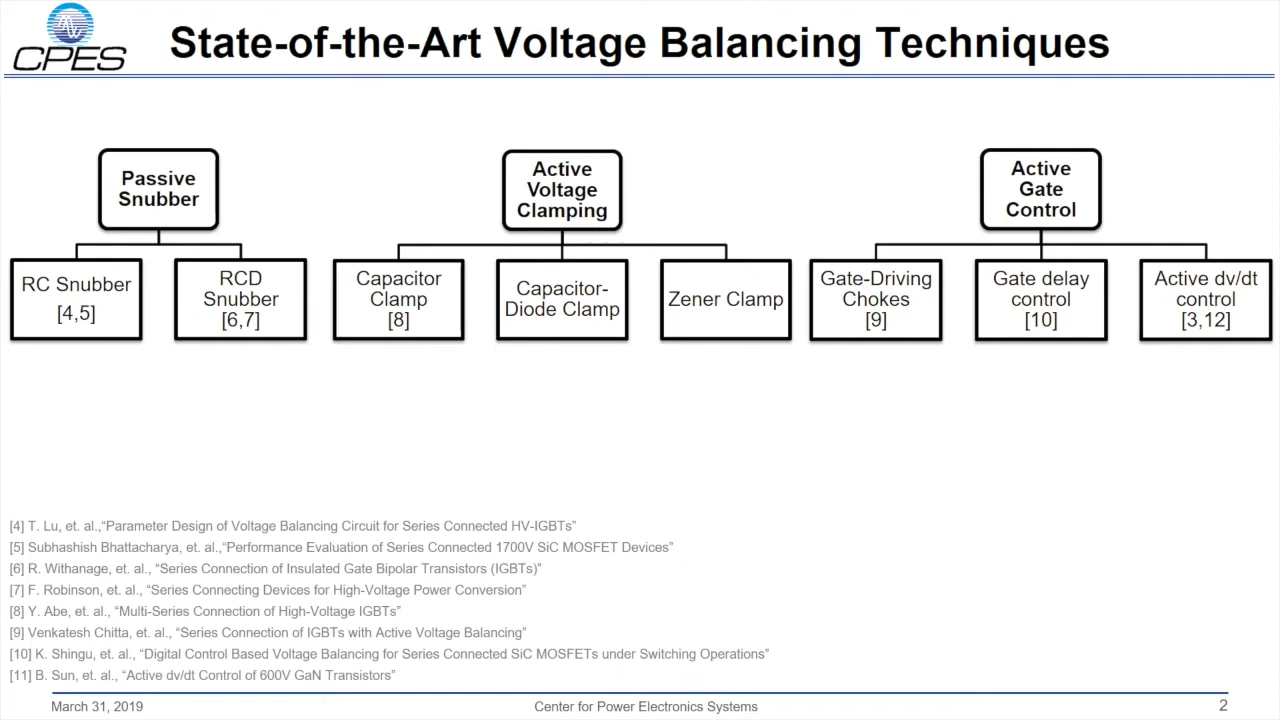 CPES
State-of-the-Art Voltage Balancing Techniques
Passive
Snubber
RC Snubber
[4,5]
RCD
Snubber
[6,7]
Active
Voltage
Clamping
Capacitor
Clamp
[8]
Capacitor-
Diode Clamp
Zener Clamp
Active
Gate
Control
Gate-Driving
Chokes
[9]
Gate delay
control
[10]
Active dv/dt
control
[3,12]
[4] T. Lu, et. al.,“Parameter Design of Voltage Balancing Circuit for Series Connected HV-IGBTs”
[5] Subhashish Bhattacharya, et. al.,“Performance Evaluation of Series Connected 1700V SiC MOSFET Devices”
[6] R. Withanage, et. al., “Series Connection of Insulated Gate Bipolar Transistors (IGBTs)”
[7] F. Robinson, et. al., “Series Connecting Devices for High-Voltage Power Conversion”
[8] Y. Abe, et. al., “Multi-Series Connection of High-Voltage IGBTs”
[9] Venkatesh Chitta, et. al., “Series Connection of IGBTs with Active Voltage Balancing”
[10] K. Shingu, et. al., “Digital Control Based Voltage Balancing for Series Connected SiC MOSFETs under Switching Operations”
[11] B. Sun, et. al., “Active dv/dt Control of 600V GaN Transistors”
March 31, 2019
Center for Power Electronics Systems
2